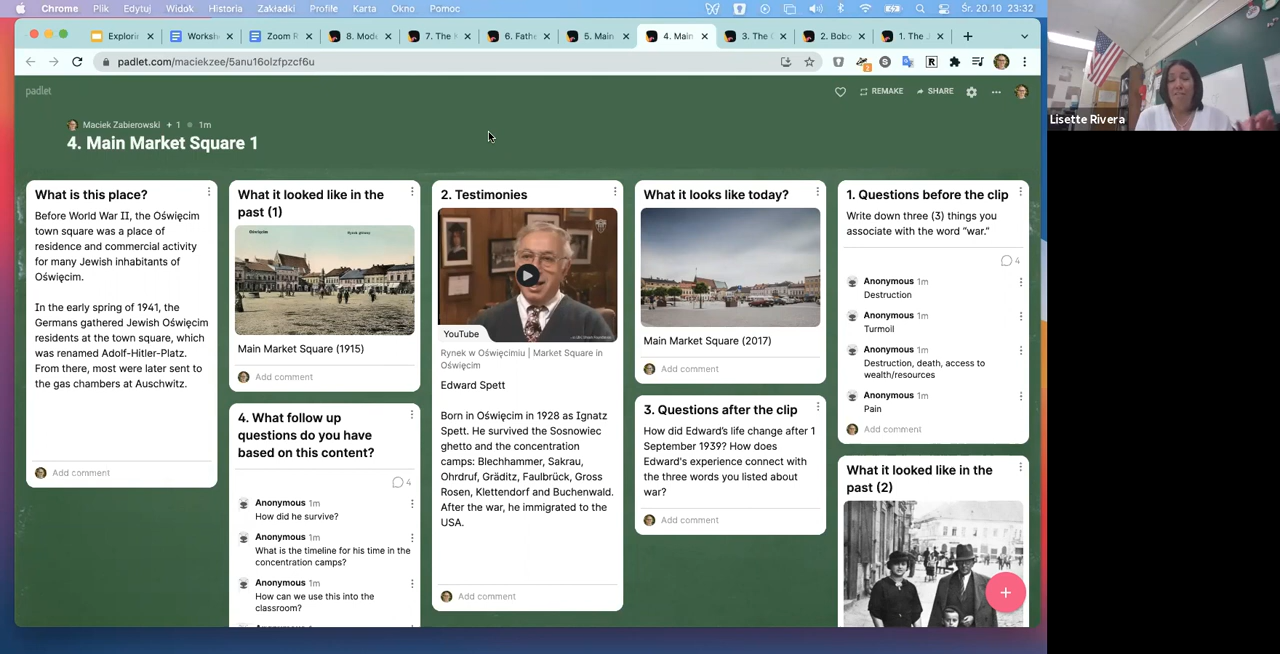 Chrome Plik Edytuj Widok Historia Zakładki Profile Karta Okno Pomoc Śr. 20.10 23:32
Explorin
Worksh
Zoom R
8. Mode
7. The H
6. Fathe
5. Main
4. Main
3. The
2. Bobo
1. The J
padlet.com/maciekzee/5anu16olzfpzcf6u
padlet
REMAKE
SHARE
Maciek Zabierowski + 1 1m
4. Main Market Square 1
What is this place?
Before World War II, the Oświęcim
town square was a place of
residence and commercial activity
for many Jewish inhabitants of
Oświęcim.
In the early spring of 1941, the
Germans gathered Jewish Oświęcim
residents at the town square, which
was renamed Adolf-Hitler-Platz.
From there, most were later sent to
the gas chambers at Auschwitz.
Add comment
What it looked like in the
past (1)
Oświęcim
Rynek główny
Main Market Square (1915)
Add comment
4. What follow up
questions do you have
based on this content?
4
Anonymous 1m
How did he survive?
Anonymous 1m
What is the timeline for his time in the
concentration camps?
Anonymous 1m
How can we use this into the
classroom?
2. Testimonies
YouTube
Rynek w Oświęcimiu | Market Square in
Oświęcim
Edward Spett
Born in Oświęcim in 1928 as Ignatz
Spett. He survived the Sosnowiec
ghetto and the concentration
camps: Blechhammer, Sakrau,
Ohrdruf, Gräditz, Faulbrück, Gross
Rosen, Klettendorf and Buchenwald.
After the war, he immigrated to the
USA.
Add comment
What it looks like today?
Main Market Square (2017)
Add comment
3. Questions after the clip
How did Edward's life change after 1
September 1939? How does
Edward's experience connect with
the three words you listed about
war?
Add comment
1. Questions before the clip
Write down three (3) things you
associate with the word "war."
4
Anonymous 1m
Destruction
Anonymous 1m
Turmoil
Anonymous 1m
Destruction, death, access to
wealth/resources
Anonymous 1m
Pain
Add comment
What it looked like in the
past (2)
Lisette Rivera